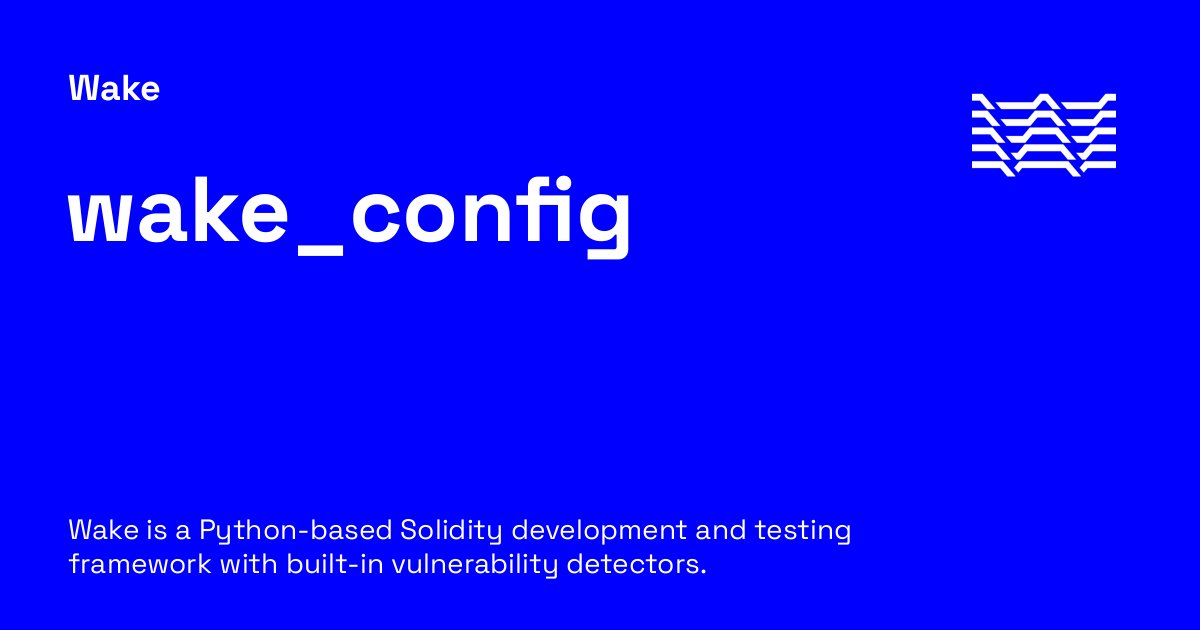 Wake
wake_config
Wake is a Python-based Solidity development and testing
framework with built-in vulnerability detectors.